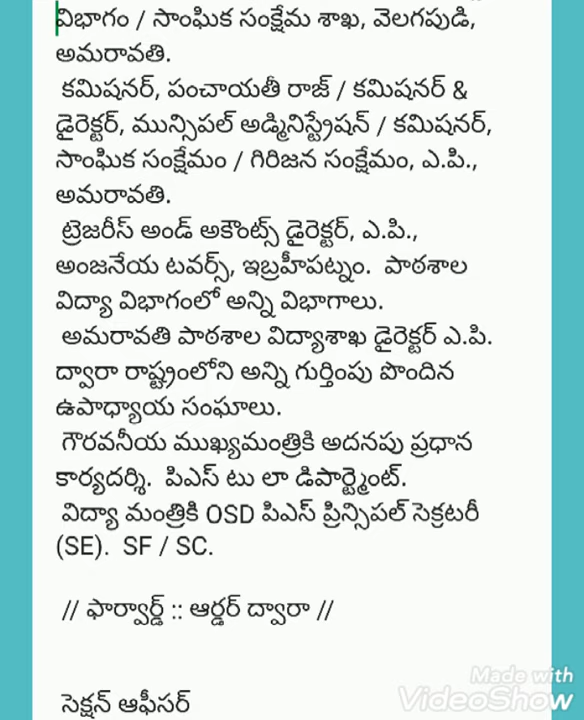 విభాగం / సాంఘిక సంక్షేమ శాఖ, వెలగపుడి,
అమరావతి.
కమిషనర్, పంచాయతీ రాజ్ / కమిషనర్ &
డైరెక్టర్, మున్సిపల్ అడ్మినిస్ట్రేషన్ / కమిషనర్,
సాంఘిక సంక్షేమం / గిరిజన సంక్షేమం, ఎ.పి.,
అమరావతి.
ట్రెజరీస్ అండ్ అకౌంట్స్ డైరెక్టర్, ఎ.పి.,
అంజనేయ టవర్స్, ఇబ్రహీపట్నం. పాఠశాల
విద్యా విభాగంలో అన్ని విభాగాలు.
అమరావతి పాఠశాల విద్యాశాఖ డైరెక్టర్ ఎ.పి.
ద్వారా రాష్ట్రంలోని అన్ని గుర్తింపు పొందిన
ఉపాధ్యాయ సంఘాలు.
గౌరవనీయ ముఖ్యమంత్రికి అదనపు ప్రధాన
కార్యదర్శి. పిఎస్ టు లా డిపార్ట్మెంట్.
విద్యా మంత్రికి OSD పిఎస్ ప్రిన్సిపల్ సెక్రటరీ
(SE). SF / SC.
// ఫార్వార్డ్ :: ఆర్డర్ ద్వారా //
సెక్షన్ ఆఫీసర్
Made with
VideoShow